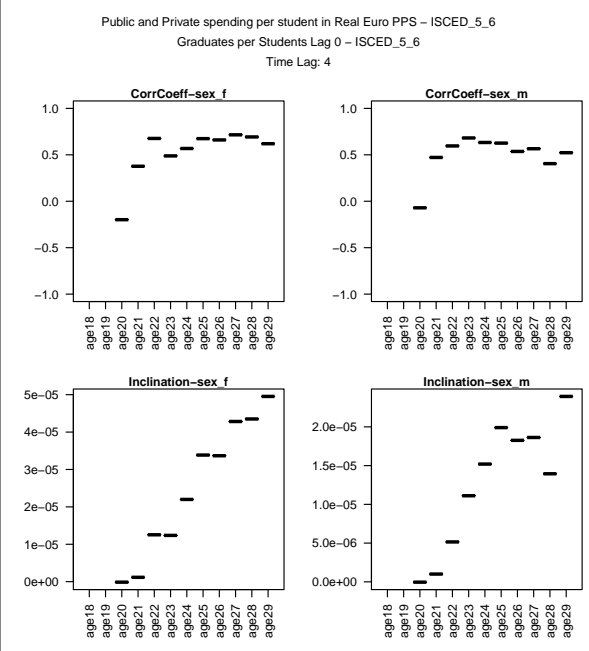 Public and Private spending per student in Real Euro PPS − ISCED_5_6
Graduates per Students Lag 0 − ISCED_5_6
Time Lag: 4
CorrCoeff−sex_f
1.0
0.5
0.0
−0.5
−1.0
age18
age19
age20
age21
age22
age23
age24
age25
age26
age27
age28
age29
CorrCoeff−sex_m
1.0
0.5
0.0
−0.5
−1.0
age18
age19
age20
age21
age22
age23
age24
age25
age26
age27
age28
age29
Inclination−sex_f
5e−05
4e−05
3e−05
2e−05
1e−05
0e+00
age18
age19
age20
age21
age22
age23
age24
age25
age26
age27
age28
age29
Inclination−sex_m
2.0e−05
1.5e−05
1.0e−05
5.0e−06
0.0e+00
age18
age19
age20
age21
age22
age23
age24
age25
age26
age27
age28
age29